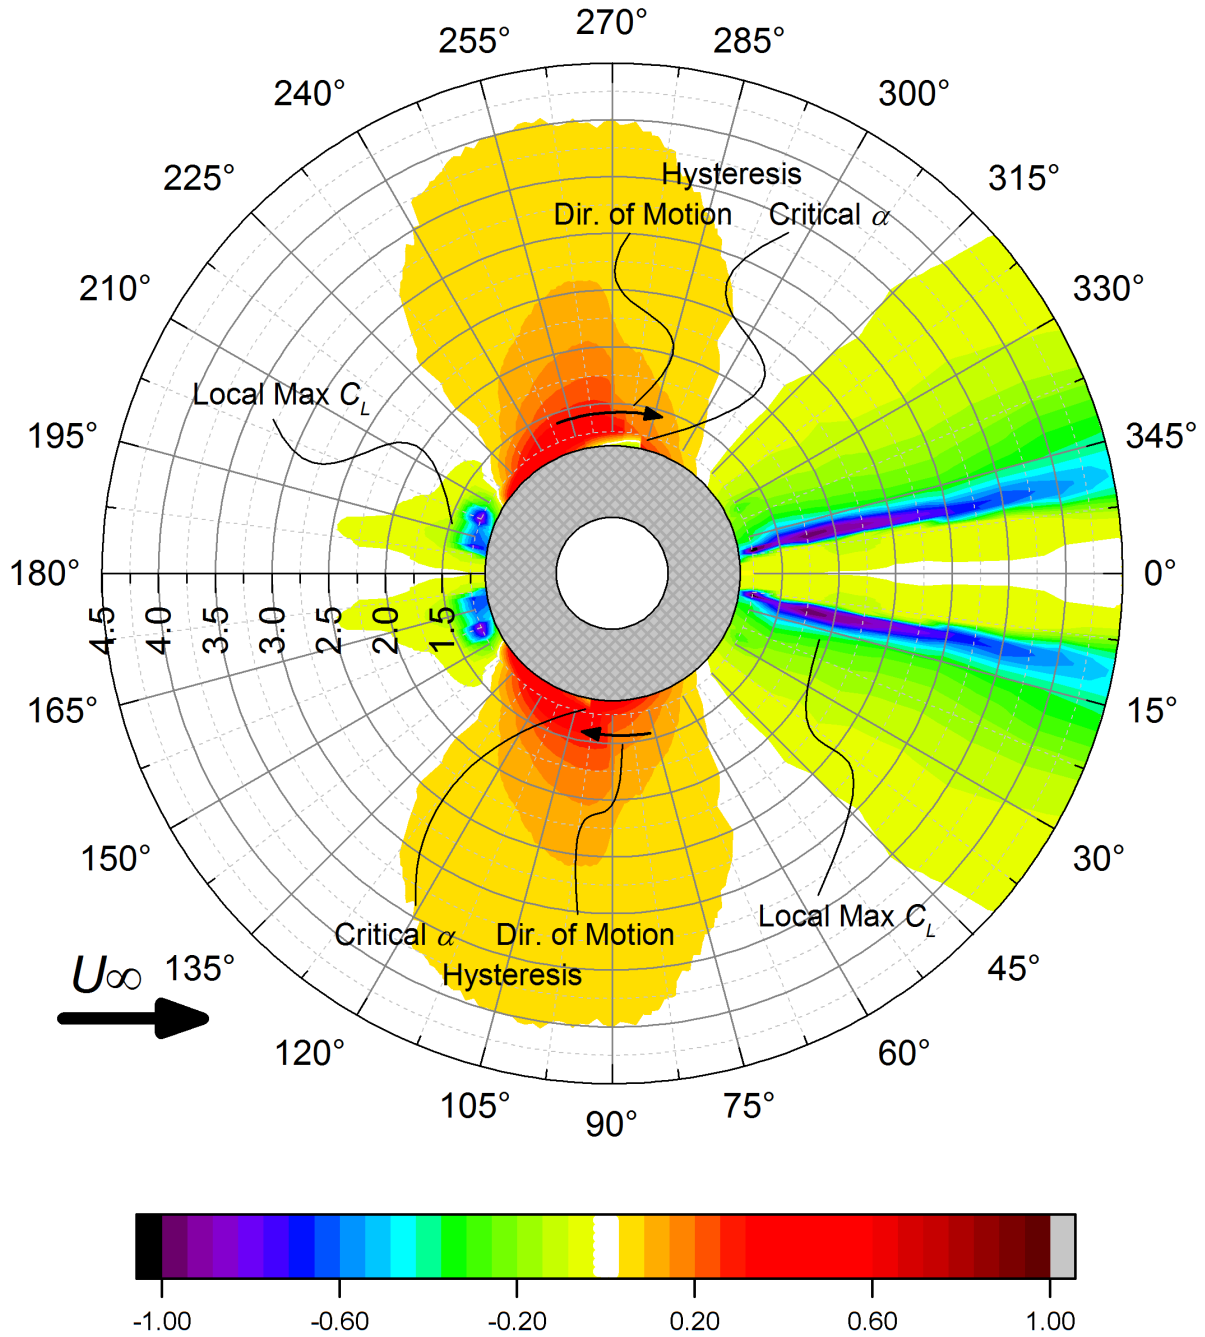 270°
255° 285°
240° 300°
225° 315°
Hysteresis
Dir. of Motion Critical α
210° 330°
Local Max C_L
195° 345°
180° 0°
4.5 4.0 3.5 3.0 2.5 2.0 1.5
165° 15°
150° 30°
Local Max C_L
Critical α Dir. of Motion
Hysteresis
U∞ 135° 45°
120° 60°
105° 75°
90°
-1.00 -0.60 -0.20 0.20 0.60 1.00